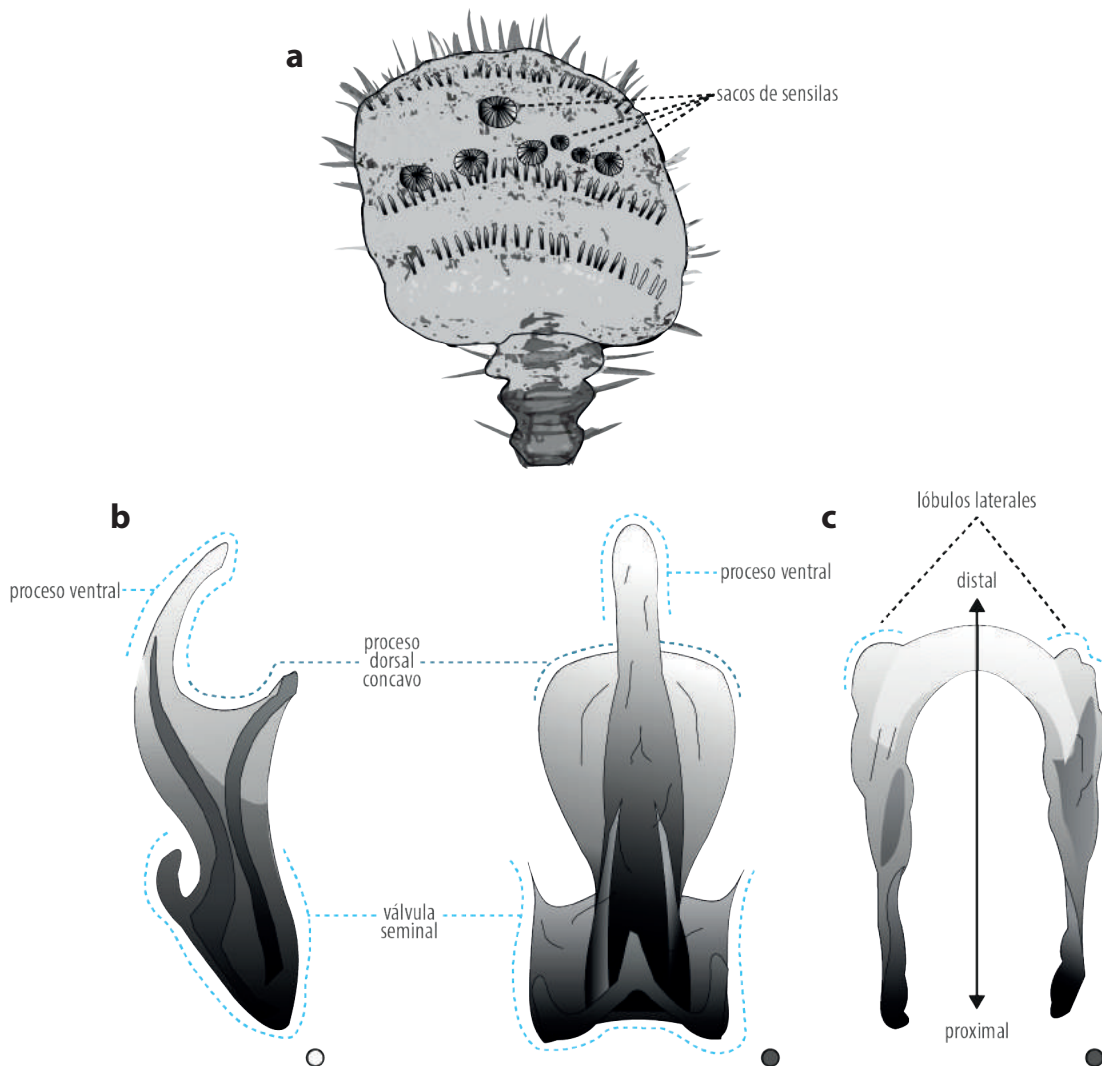 a
sacos de sensilas
b
proceso ventral
proceso
dorsal
concavo
proceso ventral
válvula
seminal
c
lóbulos laterales
distal
proximal